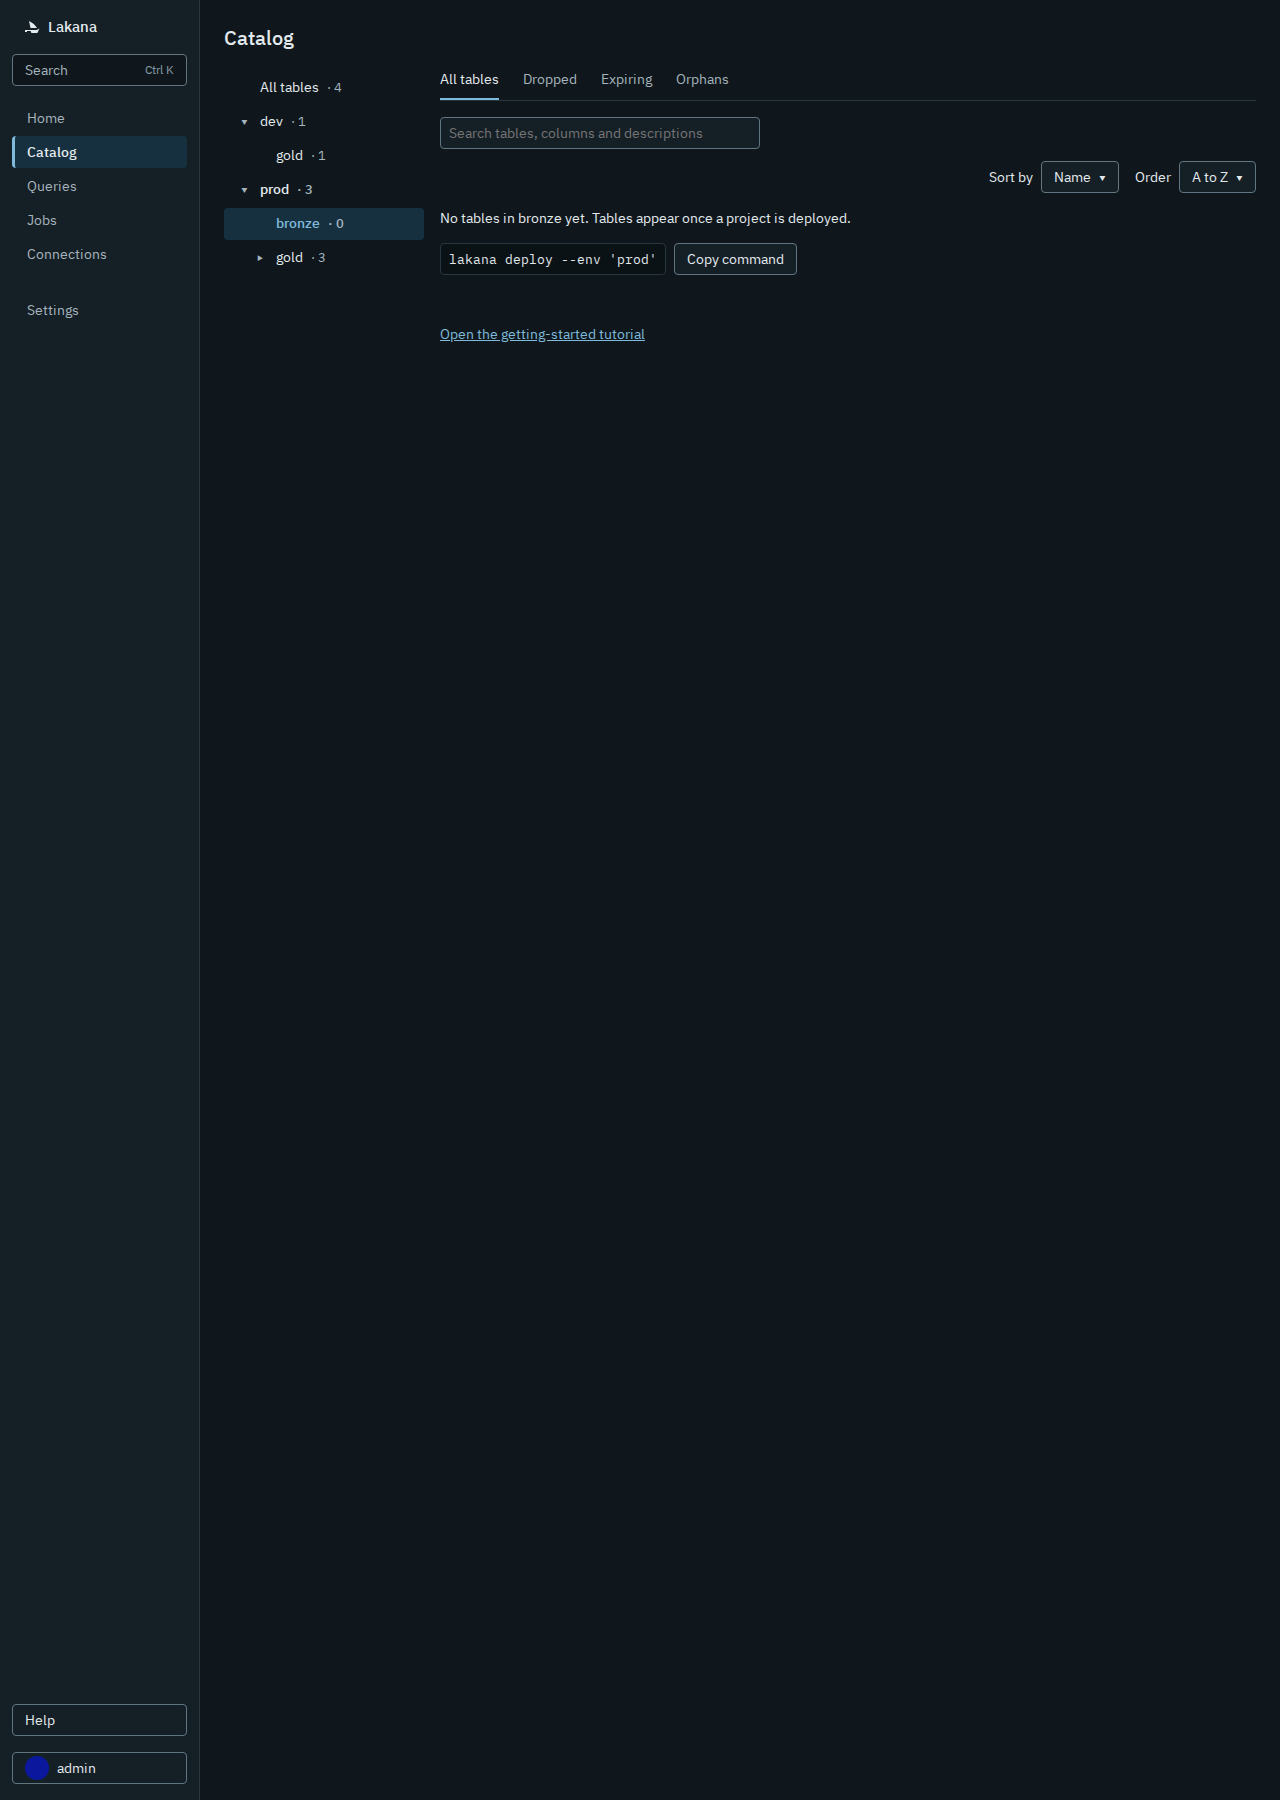 Lakana
Search Ctrl K
Home
Catalog
Queries
Jobs
Connections
Settings
Help
admin
Catalog
All tables · 4
▾ dev · 1
gold · 1
▾ prod · 3
bronze · 0
▸ gold · 3
All tables Dropped Expiring Orphans
Search tables, columns and descriptions
Sort by Name ▾ Order A to Z ▾
No tables in bronze yet. Tables appear once a project is deployed.
lakana deploy --env 'prod' Copy command
Open the getting-started tutorial